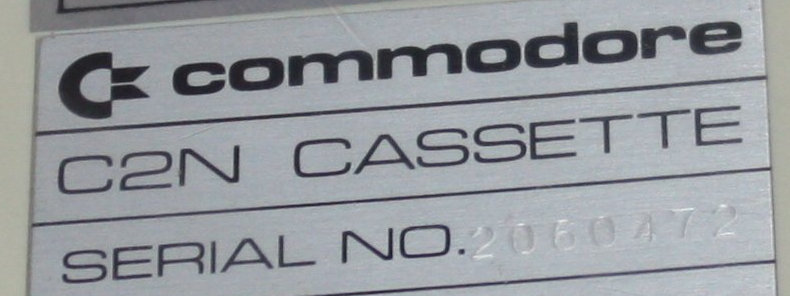 commodore
C2N CASSETTE
SERIAL NO. 2060472